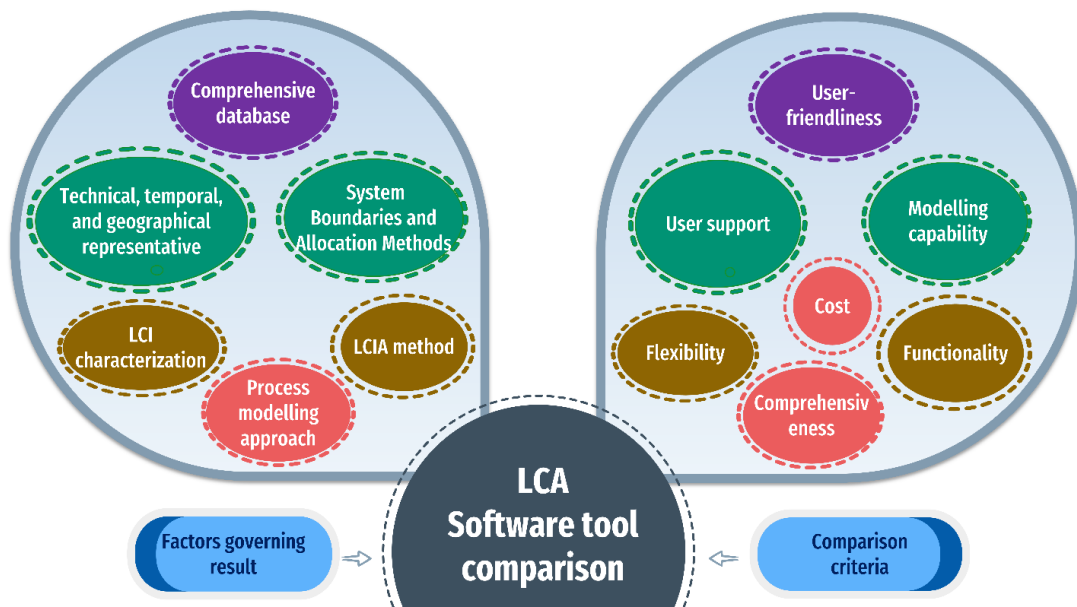 Comprehensive
database
Technical, temporal,
and geographical
representative
System
Boundaries and
Allocation Methods
LCI
characterization
LCIA method
Process
modelling
approach
User-
friendliness
User support
Modelling
capability
Cost
Flexibility
Functionality
Comprehensiv
eness
LCA
Software tool
comparison
Factors governing
result
Comparison
criteria